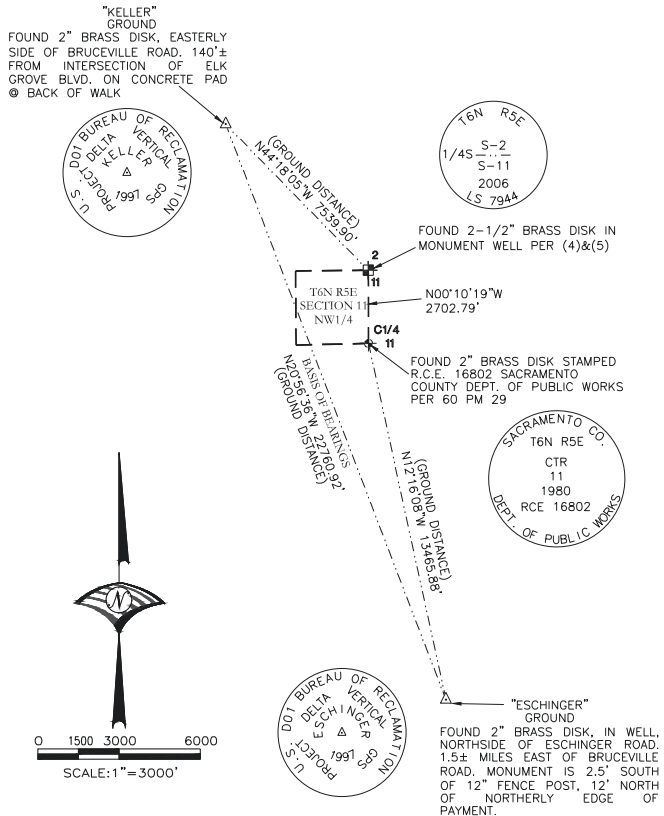 "KELLER"
GROUND
FOUND 2" BRASS DISK, EASTERLY
SIDE OF BRUCEVILLE ROAD. 140'±
FROM INTERSECTION OF ELK
GROVE BLVD. ON CONCRETE PAD
@ BACK OF WALK
U.S. D01 BUREAU OF RECLAMATION
PROJECT DELTA VERTICAL GPS
KELLER
1997
(GROUND DISTANCE)
N44°18'05"W 7539.90'
T6N R5E
1/4S S-2
S-11
2006
LS 7944
FOUND 2-1/2" BRASS DISK IN
MONUMENT WELL PER (4)&(5)
2
11
T6N R5E
SECTION 11
NW1/4
N00°10'19"W
2702.79'
C1/4
11
FOUND 2" BRASS DISK STAMPED
R.C.E. 16802 SACRAMENTO
COUNTY DEPT. OF PUBLIC WORKS
PER 60 PM 29
BASIS OF BEARINGS
N20°56'36"W 22760.92'
(GROUND DISTANCE)
(GROUND DISTANCE)
N12°16'08"W 13465.88'
SACRAMENTO CO.
T6N R5E
CTR
11
1980
RCE 16802
DEPT. OF PUBLIC WORKS
N
0 1500 3000 6000
SCALE:1"=3000'
U.S. D01 BUREAU OF RECLAMATION
PROJECT DELTA VERTICAL GPS
ESCHINGER
1997
"ESCHINGER"
GROUND
FOUND 2" BRASS DISK, IN WELL,
NORTHSIDE OF ESCHINGER ROAD.
1.5± MILES EAST OF BRUCEVILLE
ROAD. MONUMENT IS 2.5' SOUTH
OF 12" FENCE POST, 12' NORTH
OF NORTHERLY EDGE OF
PAYMENT.